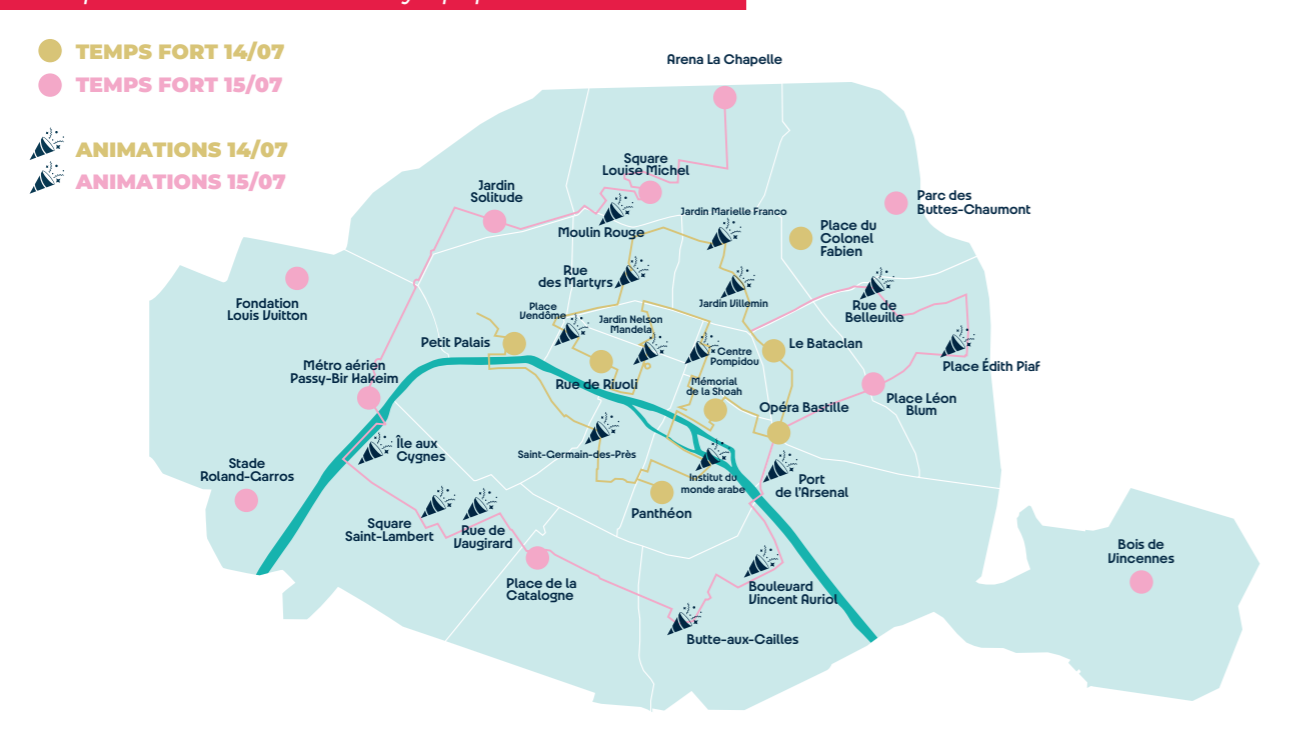 TEMPS FORT 14/07
TEMPS FORT 15/07
ANIMATIONS 14/07
ANIMATIONS 15/07
Arena La Chapelle
Square
Louise Michel
Jardin
Solitude
Parc des
Buttes-Chaumont
Jardin Marielle Franco
Moulin Rouge
Place du
Colonel
Fabien
Rue
des Martyrs
Fondation
Louis Vuitton
Jardin Villemin
Rue de
Belleville
Place
Vendôme
Jardin Nelson
Mandela
Petit Palais
Centre
Pompidou
Le Bataclan
Place Édith Piaf
Métro aérien
Passy-Bir Hakeim
Rue de Rivoli
Mémorial
de la Shoah
Opéra Bastille
Place Léon
Blum
Île aux
Cygnes
Saint-Germain-des-Près
Stade
Roland-Garros
Institut du
monde arabe
Port
de l'Arsenal
Panthéon
Square
Saint-Lambert
Rue de
Vaugirard
Bois de
Vincennes
Place de la
Catalogne
Boulevard
Vincent Auriol
Butte-aux-Cailles